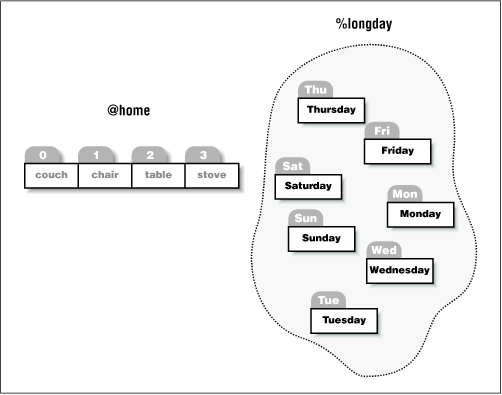 %longday
@home
0 1 2 3
couch chair table stove
Thu
Thursday
Fri
Friday
Sat
Saturday
Mon
Monday
Sun
Sunday
Wed
Wednesday
Tue
Tuesday